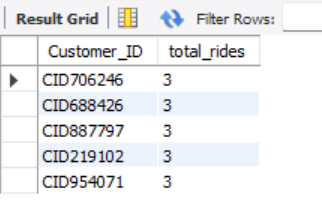 Result Grid Filter Rows:
Customer_ID total_rides
CID706246 3
CID688426 3
CID887797 3
CID219102 3
CID954071 3